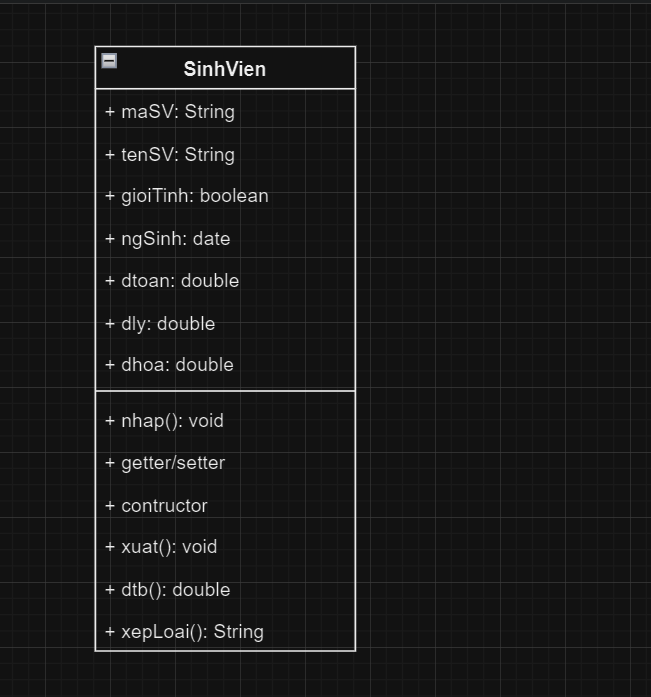 SinhVien
+ maSV: String
+ tenSV: String
+ gioiTinh: boolean
+ ngSinh: date
+ dtoan: double
+ dly: double
+ dhoa: double
+ nhap(): void
+ getter/setter
+ contructor
+ xuat(): void
+ dtb(): double
+ xepLoai(): String